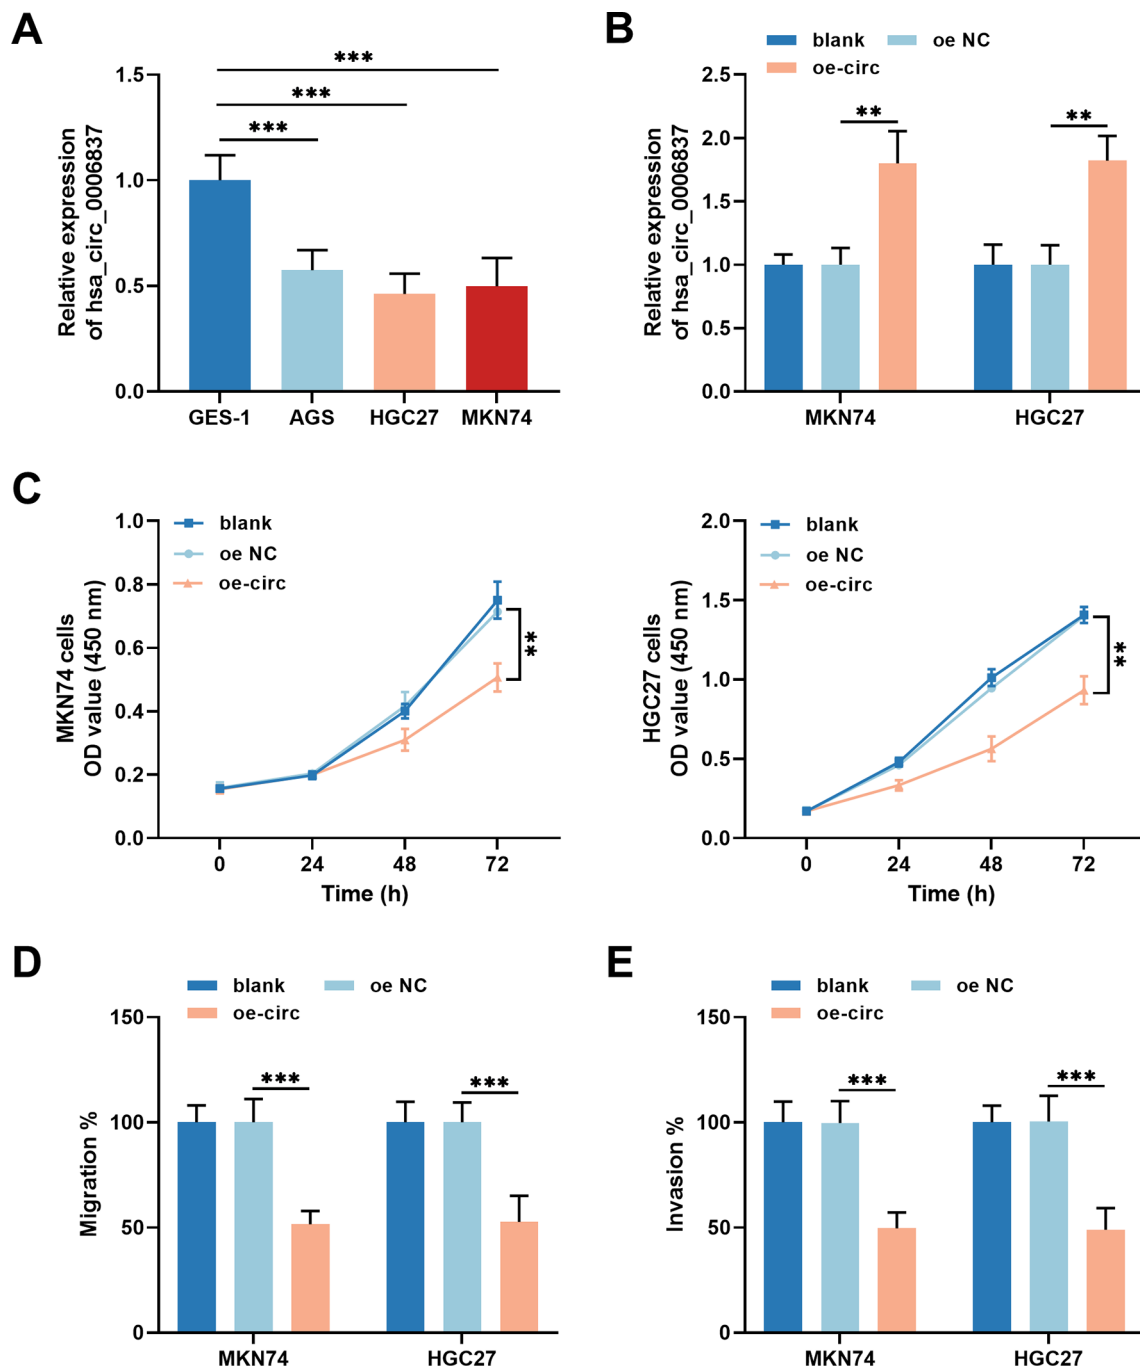 A
Relative expression
of hsa_circ_0006837
1.5
1.0
0.5
0.0
***
***
***
GES-1
AGS
HGC27
MKN74
B
blank
oe NC
oe-circ
Relative expression
of hsa_circ_0006837
2.5
2.0
1.5
1.0
0.5
0.0
**
**
MKN74
HGC27
C
MKN74 cells
OD value (450 nm)
1.0
0.8
0.6
0.4
0.2
0.0
blank
oe NC
oe-circ
**
0
24
48
72
Time (h)
HGC27 cells
OD value (450 nm)
2.0
1.5
1.0
0.5
0.0
blank
oe NC
oe-circ
**
0
24
48
72
Time (h)
D
blank
oe NC
oe-circ
Migration %
150
100
50
0
***
***
MKN74
HGC27
E
blank
oe NC
oe-circ
Invasion %
150
100
50
0
***
***
MKN74
HGC27